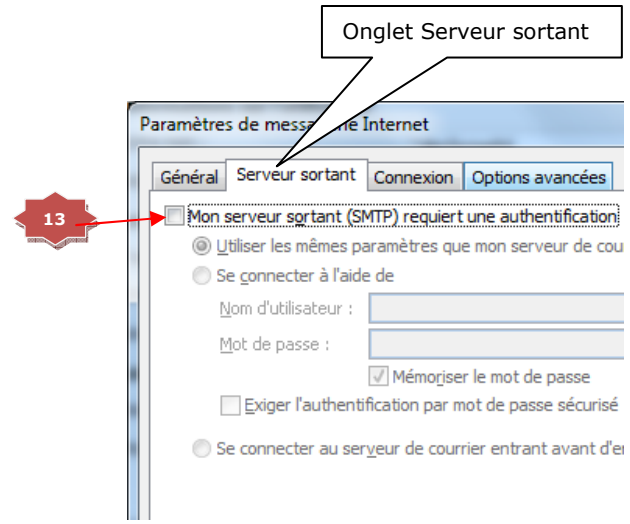 Onglet Serveur sortant
Paramètres de messa e Internet
Général Serveur sortant Connexion Options avancées
13
Mon serveur sortant (SMTP) requiert une authentification
Utiliser les mêmes paramètres que mon serveur de cou
Se connecter à l'aide de
Nom d'utilisateur :
Mot de passe :
Mémoriser le mot de passe
Exiger l'authentification par mot de passe sécurisé
Se connecter au serveur de courrier entrant avant d'e